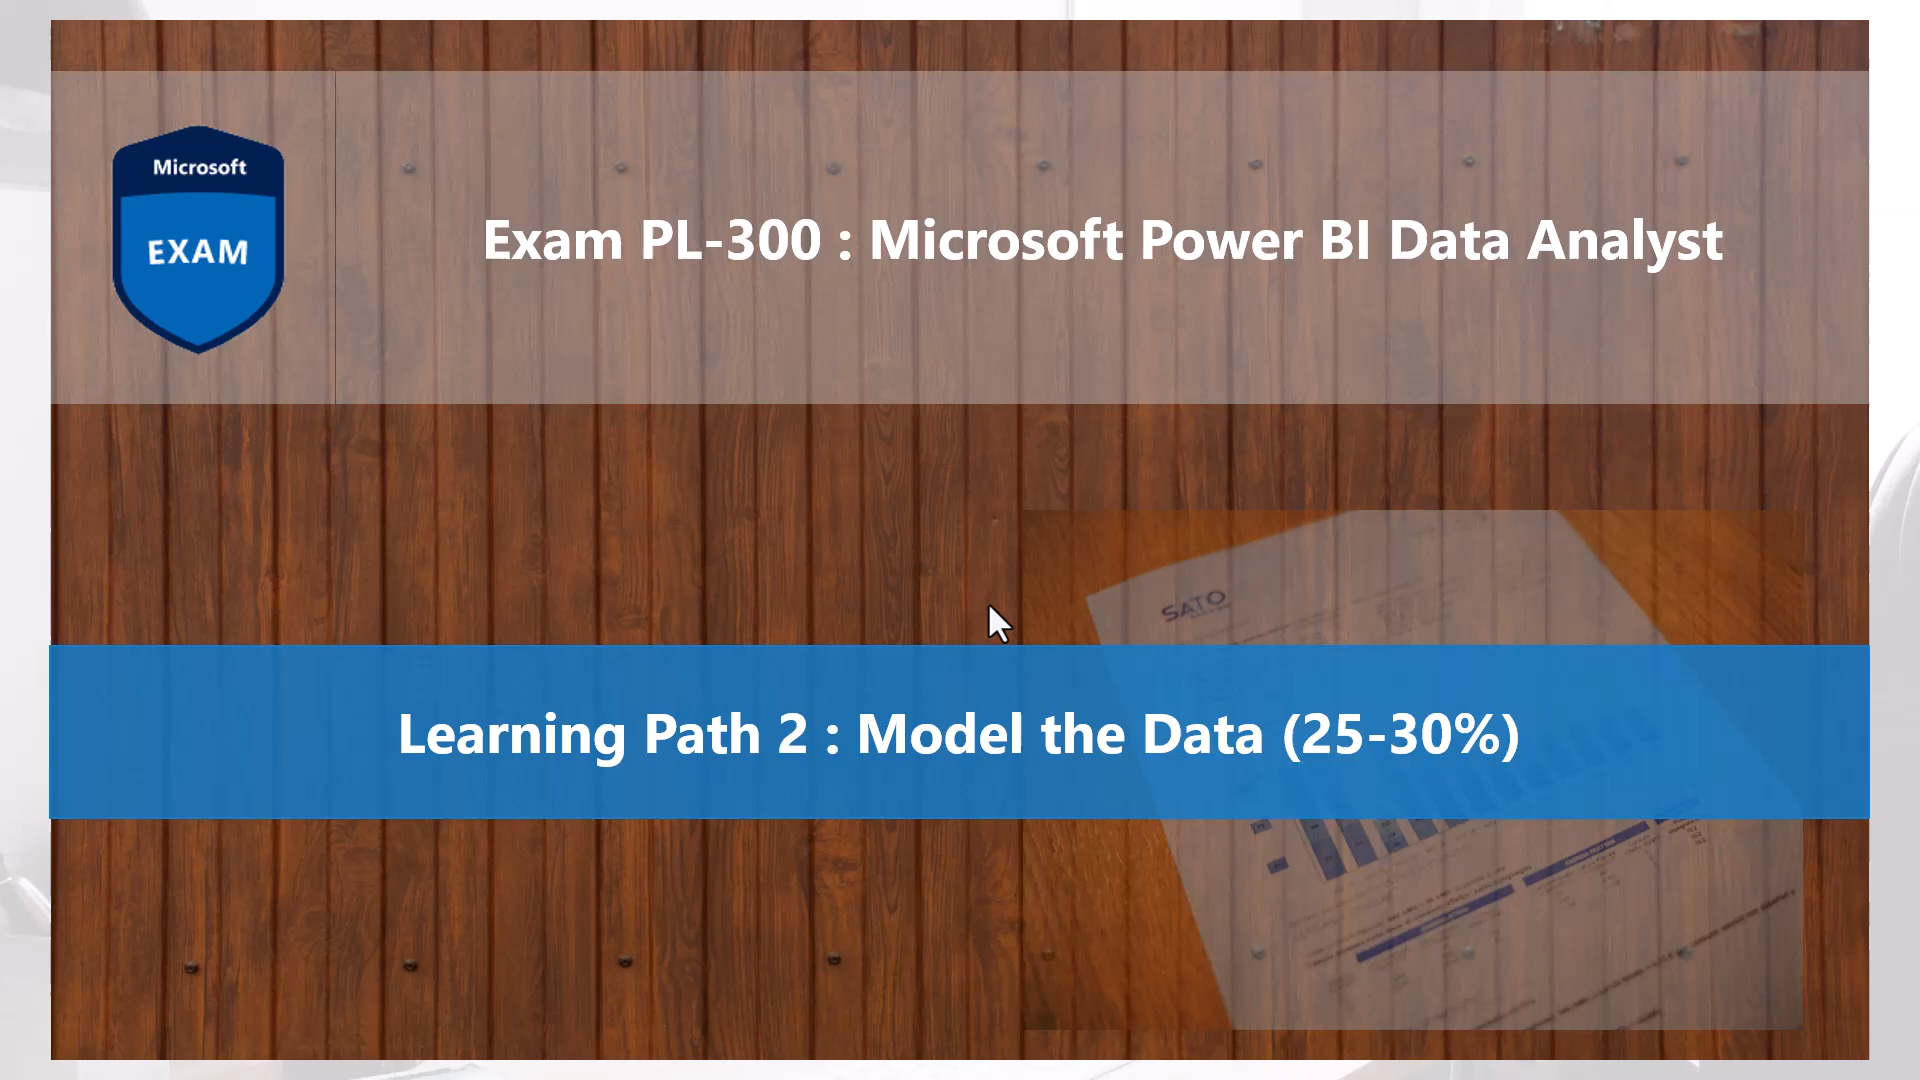 Microsoft
EXAM
Exam PL-300 : Microsoft Power BI Data Analyst
SATO
Learning Path 2 : Model the Data (25-30%)